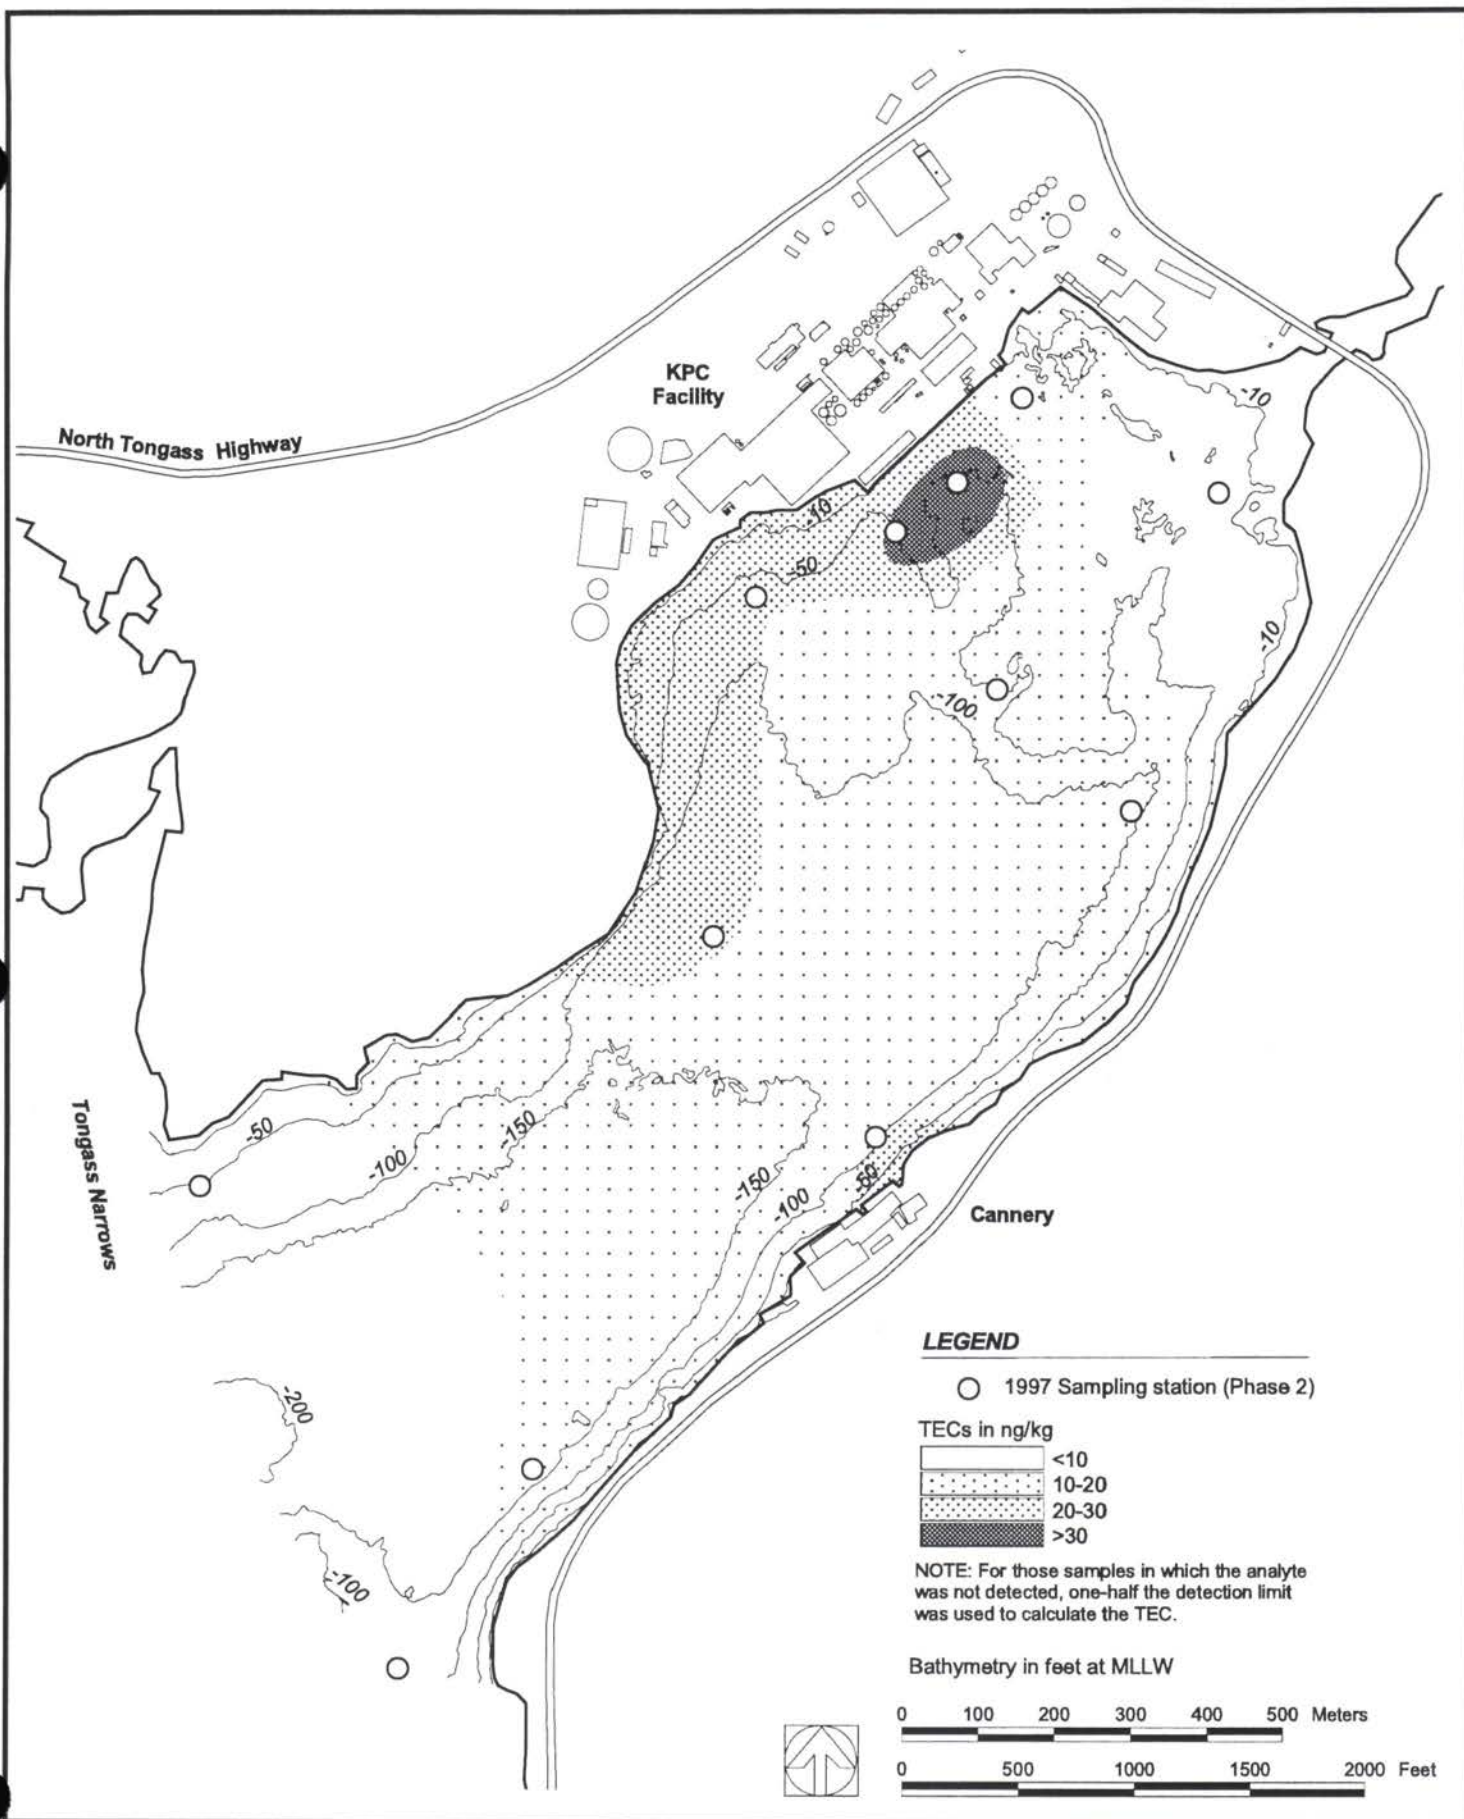 KPC
Facility
North Tongass Highway
-10
-10
-50
-10
-100
Tongass Narrows
-50
-100
-150
-150
-100
-50
Cannery
-200
-100
LEGEND
1997 Sampling station (Phase 2)
TECs in ng/kg
<10
10-20
20-30
>30
NOTE: For those samples in which the analyte
was not detected, one-half the detection limit
was used to calculate the TEC.
Bathymetry in feet at MLLW
0 100 200 300 400 500 Meters
0 500 1000 1500 2000 Feet